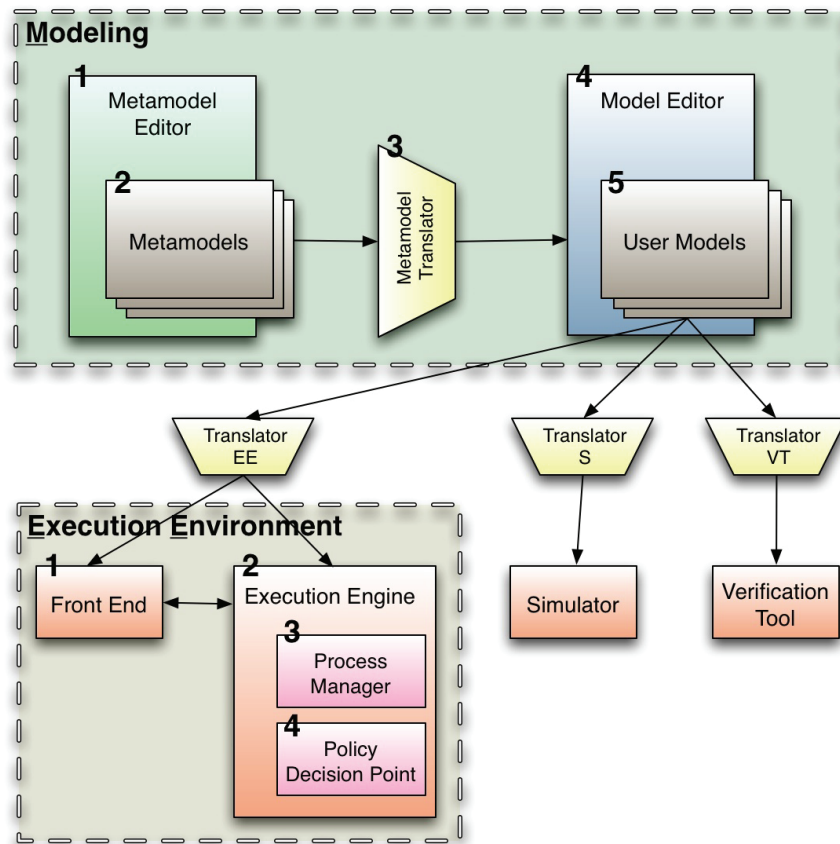 Modeling
1
Metamodel
Editor
2
Metamodels
3
Metamodel
Translator
4
Model Editor
5
User Models
Translator
EE
Translator
S
Translator
VT
Execution Environment
1
Front End
2
Execution Engine
3
Process
Manager
4
Policy
Decision Point
Simulator
Verification
Tool